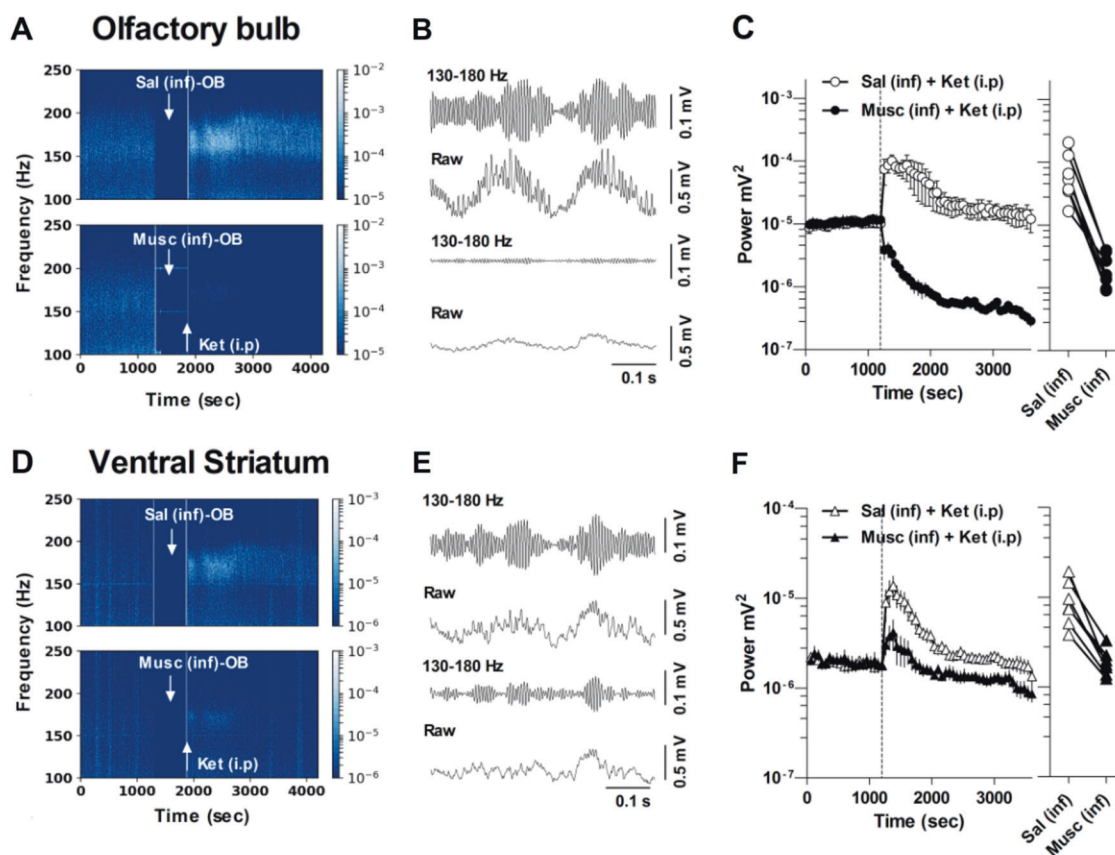 A Olfactory bulb
250
200
150
100
Sal (inf)-OB
10⁻²
10⁻³
10⁻⁴
10⁻⁵
Frequency (Hz)
250
200
150
100
Musc (inf)-OB
Ket (i.p)
10⁻²
10⁻³
10⁻⁴
10⁻⁵
0 1000 2000 3000 4000
Time (sec)
B
130-180 Hz
0.1 mV
Raw
0.5 mV
130-180 Hz
0.1 mV
Raw
0.5 mV
0.1 s
C
Sal (inf) + Ket (i.p)
Musc (inf) + Ket (i.p)
Power mV²
10⁻³
10⁻⁴
10⁻⁵
10⁻⁶
10⁻⁷
0 1000 2000 3000
Time (sec)
Sal (inf)
Musc (inf)
D Ventral Striatum
250
200
150
100
Sal (inf)-OB
10⁻³
10⁻⁴
10⁻⁵
10⁻⁶
Frequency (Hz)
250
200
150
100
Musc (inf)-OB
Ket (i.p)
10⁻³
10⁻⁴
10⁻⁵
10⁻⁶
0 1000 2000 3000 4000
Time (sec)
E
130-180 Hz
0.1 mV
Raw
0.5 mV
130-180 Hz
0.1 mV
Raw
0.5 mV
0.1 s
F
Sal (inf) + Ket (i.p)
Musc (inf) + Ket (i.p)
Power mV²
10⁻⁴
10⁻⁵
10⁻⁶
10⁻⁷
0 1000 2000 3000
Time (sec)
Sal (inf)
Musc (inf)